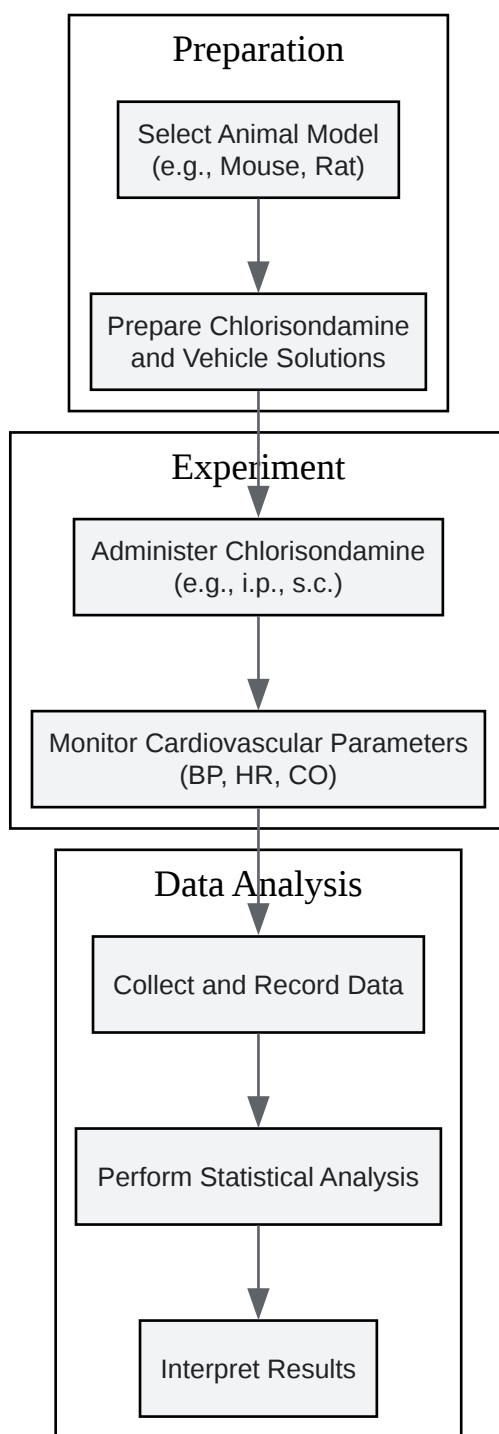 Preparation
Select Animal Model
(e.g., Mouse, Rat)
Prepare Chlorisondamine
and Vehicle Solutions
Experiment
Administer Chlorisondamine
(e.g., i.p., s.c.)
Monitor Cardiovascular Parameters
(BP, HR, CO)
Data Analysis
Collect and Record Data
Perform Statistical Analysis
Interpret Results